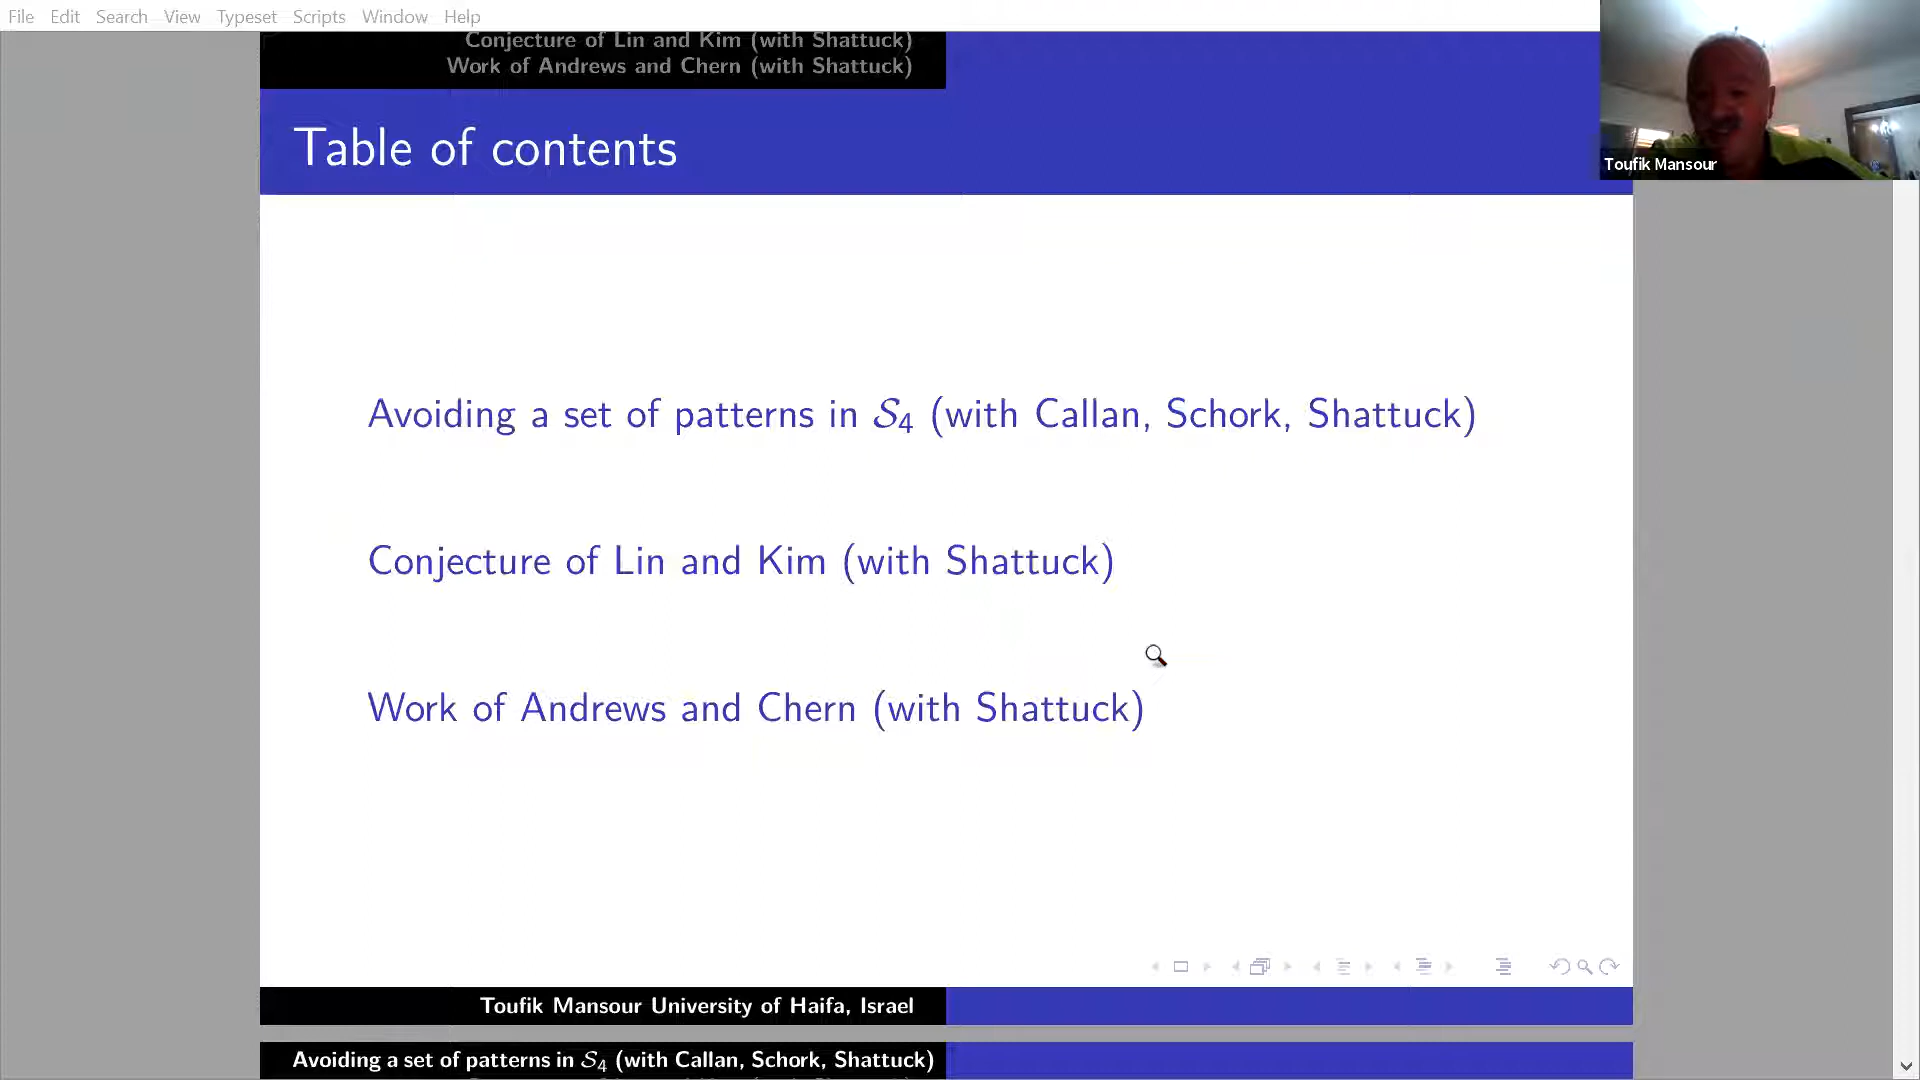 File Edit Search View Typeset Scripts Window Help
Conjecture of Lin and Kim (with Shattuck)
Work of Andrews and Chern (with Shattuck)
Table of contents
Toufik Mansour
Avoiding a set of patterns in 𝒮₄ (with Callan, Schork, Shattuck)
Conjecture of Lin and Kim (with Shattuck)
Work of Andrews and Chern (with Shattuck)
Toufik Mansour University of Haifa, Israel
Avoiding a set of patterns in 𝒮₄ (with Callan, Schork, Shattuck)